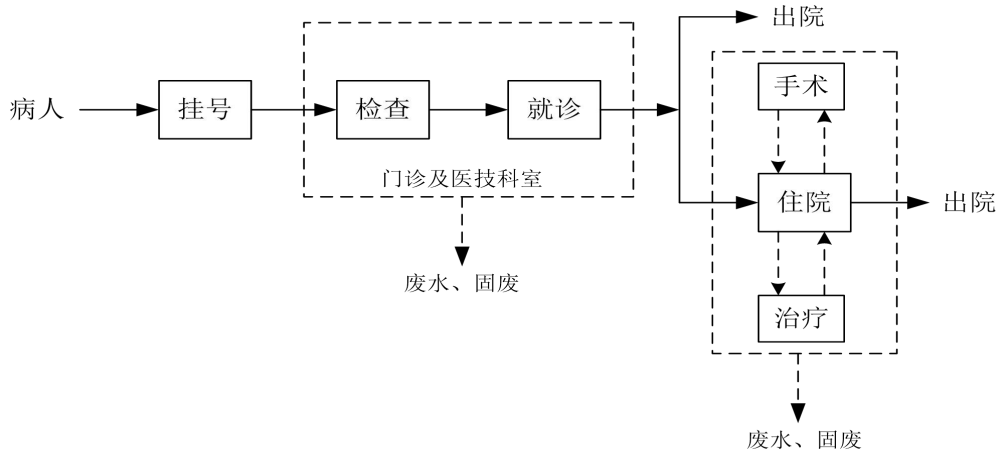 出院
手术
病人
挂号
检查
就诊
门诊及医技科室
住院
出院
废水、固废
治疗
废水、固废